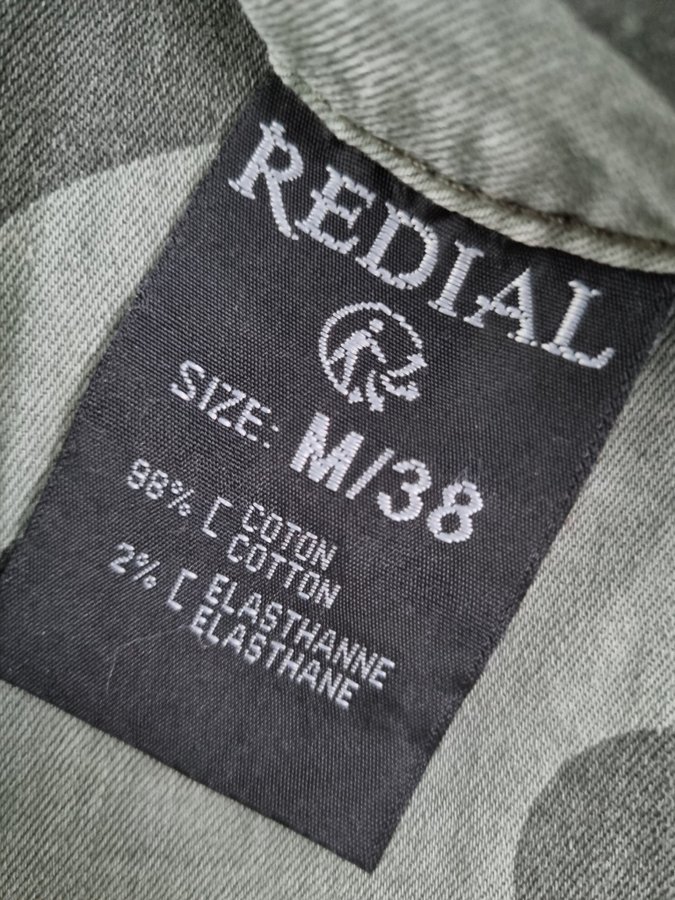 REDIAL
SIZE: M/38
98% [ COTON
COTTON
2% [ ELASTHANNE
ELASTHANE